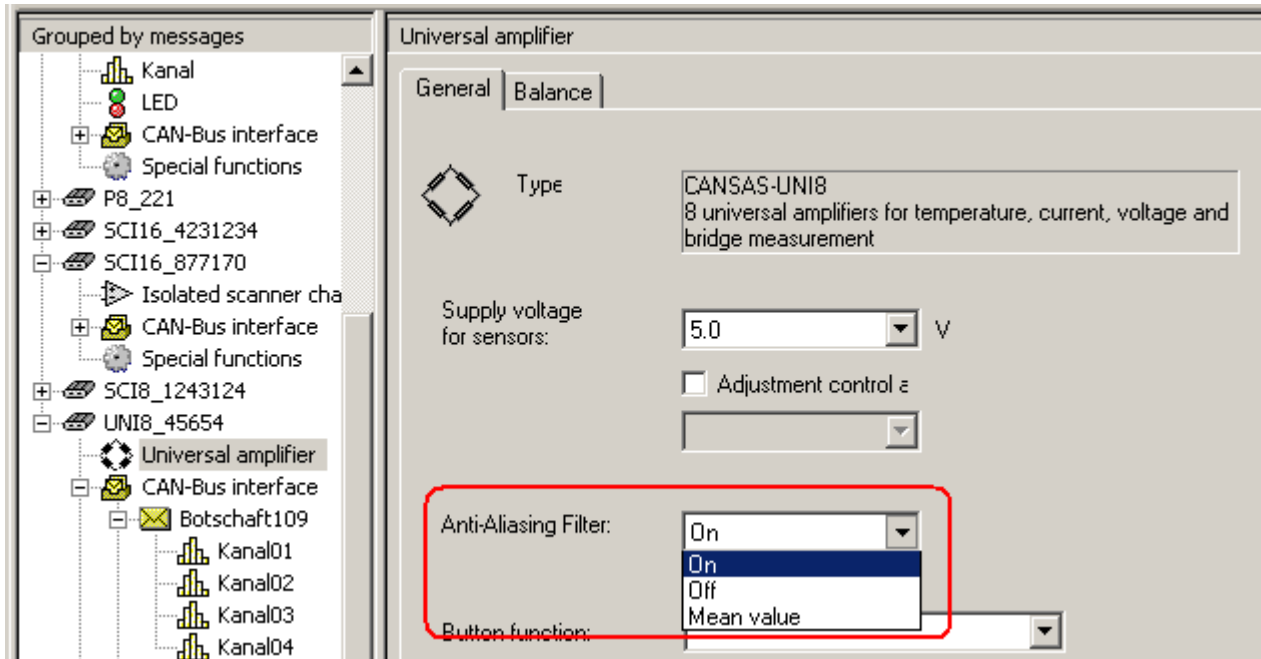 Grouped by messages
Kanal
LED
CAN-Bus interface
Special functions
P8_221
SCI16_4231234
SCI16_877170
Isolated scanner cha
CAN-Bus interface
Special functions
SCI8_1243124
UNI8_45654
Universal amplifier
CAN-Bus interface
Botschaft109
Kanal01
Kanal02
Kanal03
Kanal04
Universal amplifier
General Balance
Type
CANSAS-UNI8
8 universal amplifiers for temperature, current, voltage and
bridge measurement
Supply voltage
for sensors:
5.0 V
Adjustment control a
Anti-Aliasing Filter:
On
On
Off
Mean value
Button function: